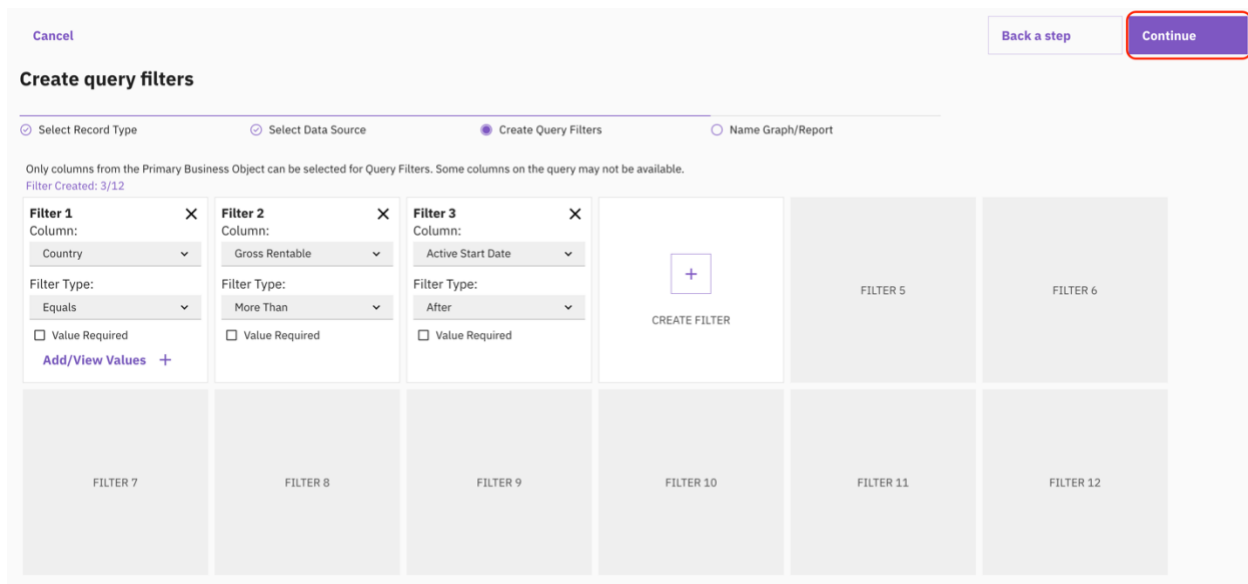 Cancel
Back a step
Continue
Create query filters
Select Record Type
Select Data Source
Create Query Filters
Name Graph/Report
Only columns from the Primary Business Object can be selected for Query Filters. Some columns on the query may not be available.
Filter Created: 3/12
Filter 1
Column:
Country
Filter Type:
Equals
Value Required
Add/View Values +
Filter 2
Column:
Gross Rentable
Filter Type:
More Than
Value Required
Filter 3
Column:
Active Start Date
Filter Type:
After
Value Required
+
CREATE FILTER
FILTER 5
FILTER 6
FILTER 7
FILTER 8
FILTER 9
FILTER 10
FILTER 11
FILTER 12